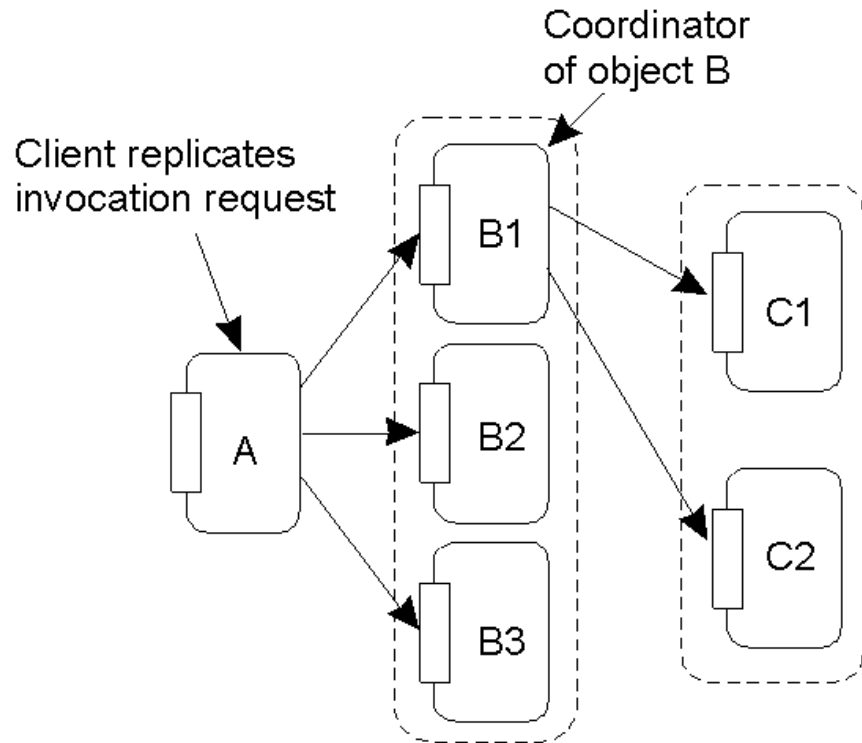 Coordinator
of object B
Client replicates
invocation request
B1
C1
A
B2
C2
B3